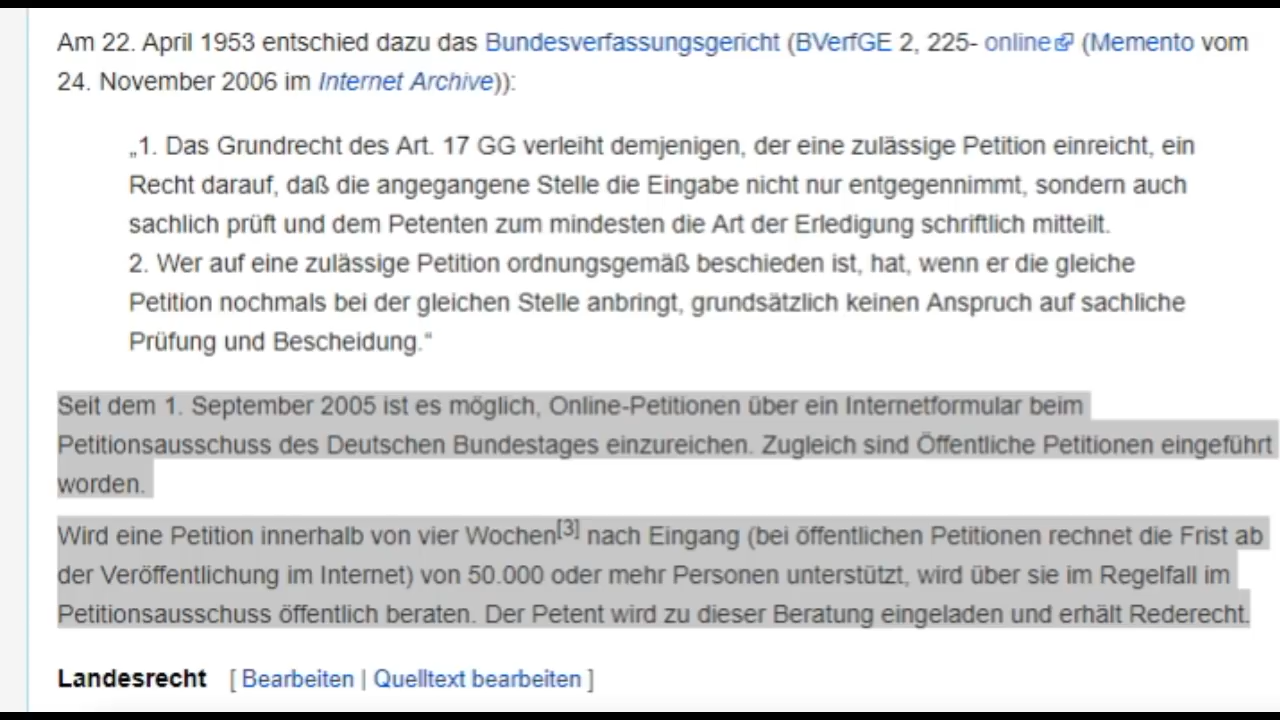 Am 22. April 1953 entschied dazu das Bundesverfassungsgericht (BVerfGE 2, 225- online (Memento vom
24. November 2006 im Internet Archive)):
„1. Das Grundrecht des Art. 17 GG verleiht demjenigen, der eine zulässige Petition einreicht, ein
Recht darauf, daß die angegangene Stelle die Eingabe nicht nur entgegennimmt, sondern auch
sachlich prüft und dem Petenten zum mindesten die Art der Erledigung schriftlich mitteilt.
2. Wer auf eine zulässige Petition ordnungsgemäß beschieden ist, hat, wenn er die gleiche
Petition nochmals bei der gleichen Stelle anbringt, grundsätzlich keinen Anspruch auf sachliche
Prüfung und Bescheidung.“
Seit dem 1. September 2005 ist es möglich, Online-Petitionen über ein Internetformular beim
Petitionsausschuss des Deutschen Bundestages einzureichen. Zugleich sind Öffentliche Petitionen eingeführt
worden.
Wird eine Petition innerhalb von vier Wochen[3] nach Eingang (bei öffentlichen Petitionen rechnet die Frist ab
der Veröffentlichung im Internet) von 50.000 oder mehr Personen unterstützt, wird über sie im Regelfall im
Petitionsausschuss öffentlich beraten. Der Petent wird zu dieser Beratung eingeladen und erhält Rederecht.
Landesrecht [ Bearbeiten | Quelltext bearbeiten ]